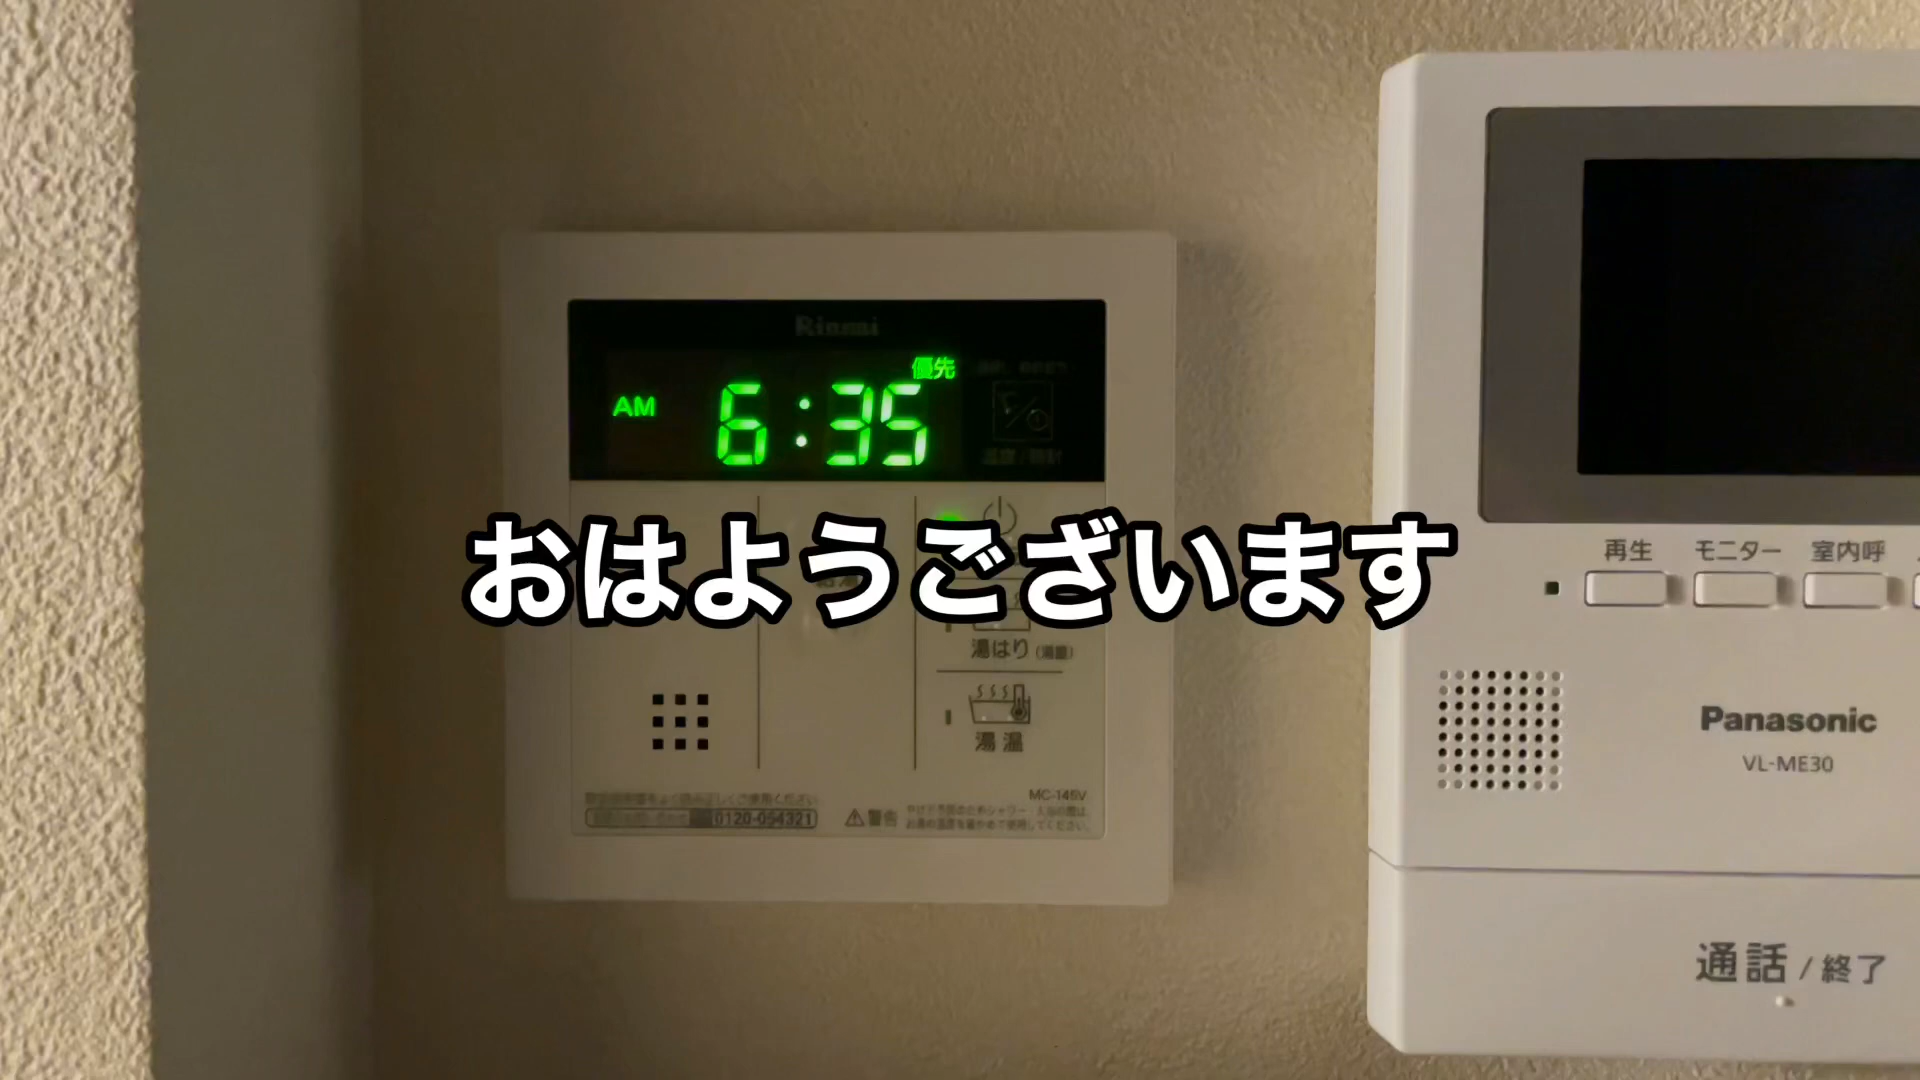 Rinnai
優先
AM 6:35
おはようございます
湯はり
湯温
MC-145V
0120-054321
警告
再生 モニター 室内呼
Panasonic
VL-ME30
通話 / 終了